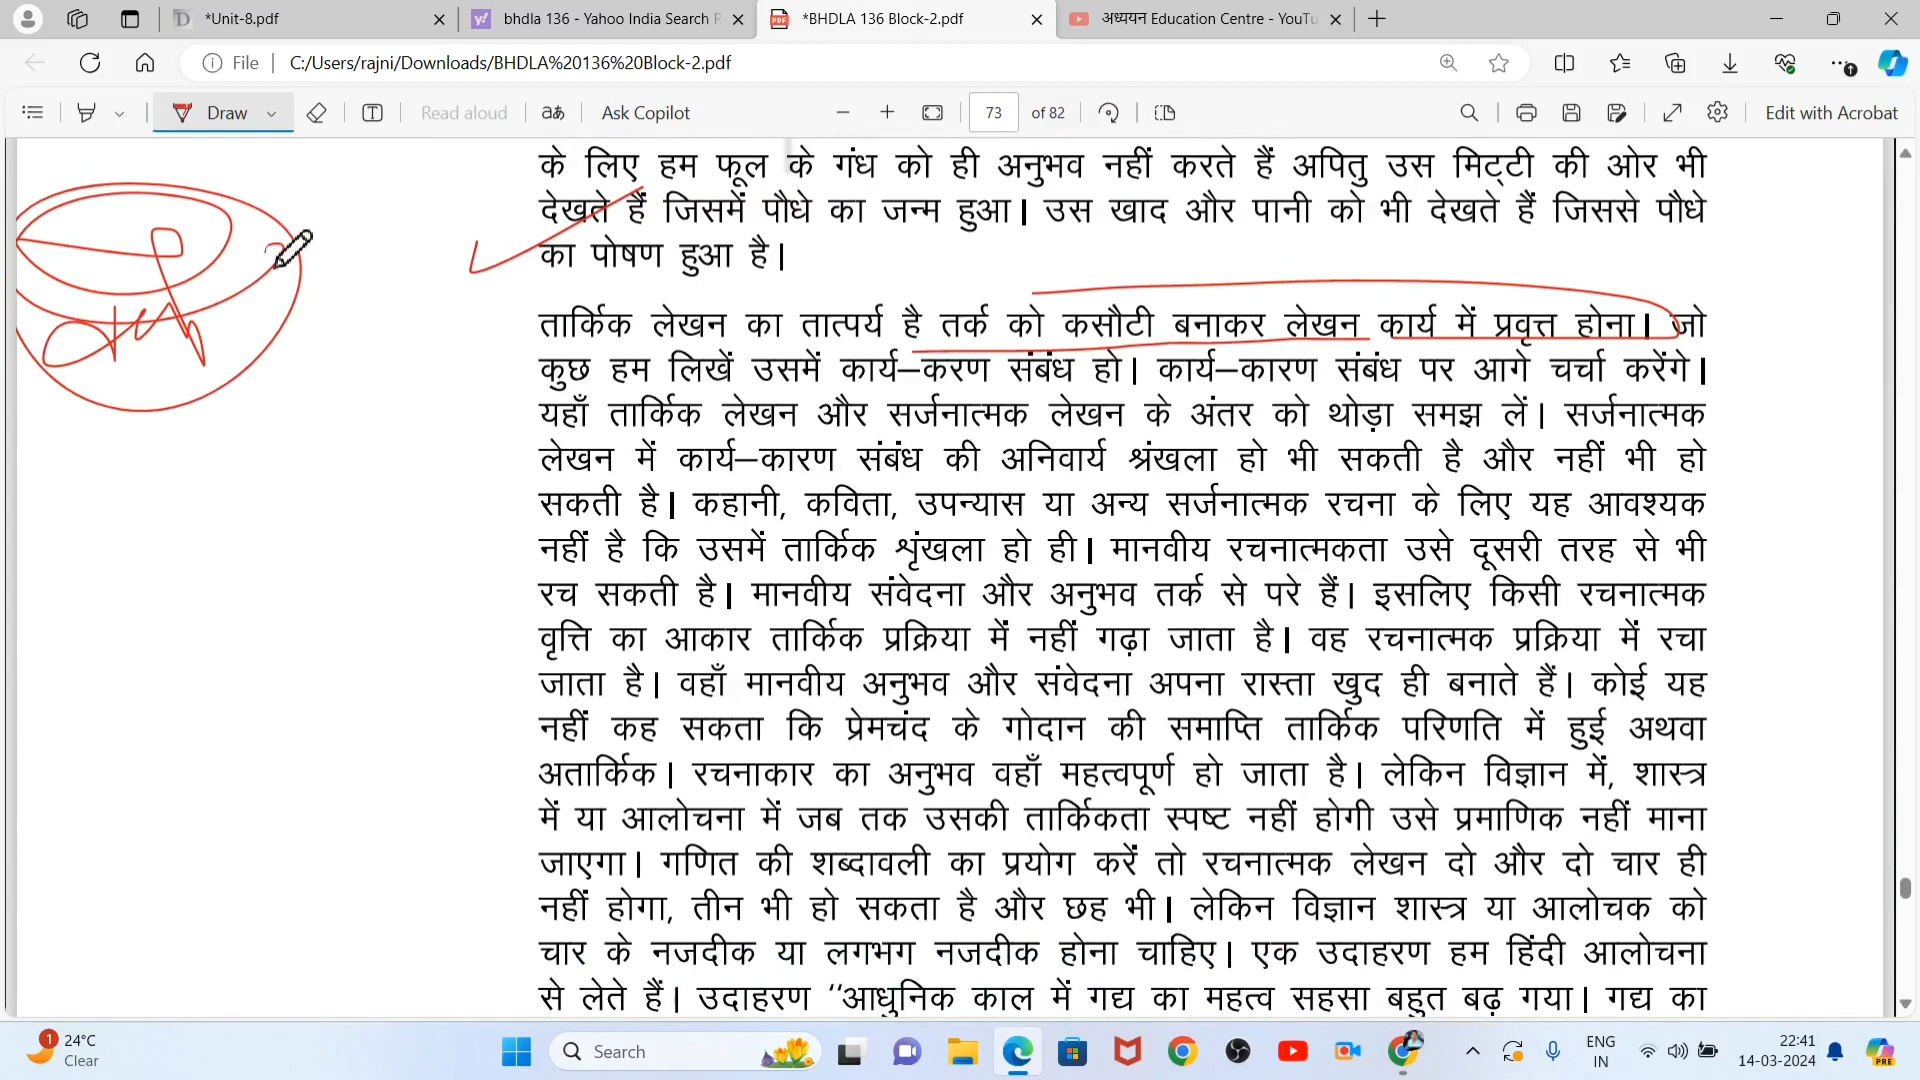 *Unit-8.pdf
bhdla 136 - Yahoo India Search R
*BHDLA 136 Block-2.pdf
अध्ययन Education Centre - YouTu
File
C:/Users/rajni/Downloads/BHDLA%20136%20Block-2.pdf
Draw
Read aloud
Ask Copilot
73 of 82
Edit with Acrobat
के लिए हम फूल के गंध को ही अनुभव नहीं करते हैं अपितु उस मिट्टी की ओर भी
देखते हैं जिसमें पौधे का जन्म हुआ। उस खाद और पानी को भी देखते हैं जिससे पौधे
का पोषण हुआ है।
तार्किक लेखन का तात्पर्य है तर्क को कसौटी बनाकर लेखन कार्य में प्रवृत्त होना। जो
कुछ हम लिखें उसमें कार्य–करण संबंध हो। कार्य–कारण संबंध पर आगे चर्चा करेंगे।
यहाँ तार्किक लेखन और सर्जनात्मक लेखन के अंतर को थोड़ा समझ लें। सर्जनात्मक
लेखन में कार्य–कारण संबंध की अनिवार्य श्रंखला हो भी सकती है और नहीं भी हो
सकती है। कहानी, कविता, उपन्यास या अन्य सर्जनात्मक रचना के लिए यह आवश्यक
नहीं है कि उसमें तार्किक शृंखला हो ही। मानवीय रचनात्मकता उसे दूसरी तरह से भी
रच सकती है। मानवीय संवेदना और अनुभव तर्क से परे हैं। इसलिए किसी रचनात्मक
वृत्ति का आकार तार्किक प्रक्रिया में नहीं गढ़ा जाता है। वह रचनात्मक प्रक्रिया में रचा
जाता है। वहाँ मानवीय अनुभव और संवेदना अपना रास्ता खुद ही बनाते हैं। कोई यह
नहीं कह सकता कि प्रेमचंद के गोदान की समाप्ति तार्किक परिणति में हुई अथवा
अतार्किक। रचनाकार का अनुभव वहाँ महत्वपूर्ण हो जाता है। लेकिन विज्ञान में, शास्त्र
में या आलोचना में जब तक उसकी तार्किकता स्पष्ट नहीं होगी उसे प्रमाणिक नहीं माना
जाएगा। गणित की शब्दावली का प्रयोग करें तो रचनात्मक लेखन दो और दो चार ही
नहीं होगा, तीन भी हो सकता है और छह भी। लेकिन विज्ञान शास्त्र या आलोचक को
चार के नजदीक या लगभग नजदीक होना चाहिए। एक उदाहरण हम हिंदी आलोचना
से लेते हैं। उदाहरण ‘‘आधुनिक काल में गद्य का महत्व सहसा बहुत बढ़ गया। गद्य का
1
24°C
Clear
Search
ENG
IN
22:41
14-03-2024
PRE